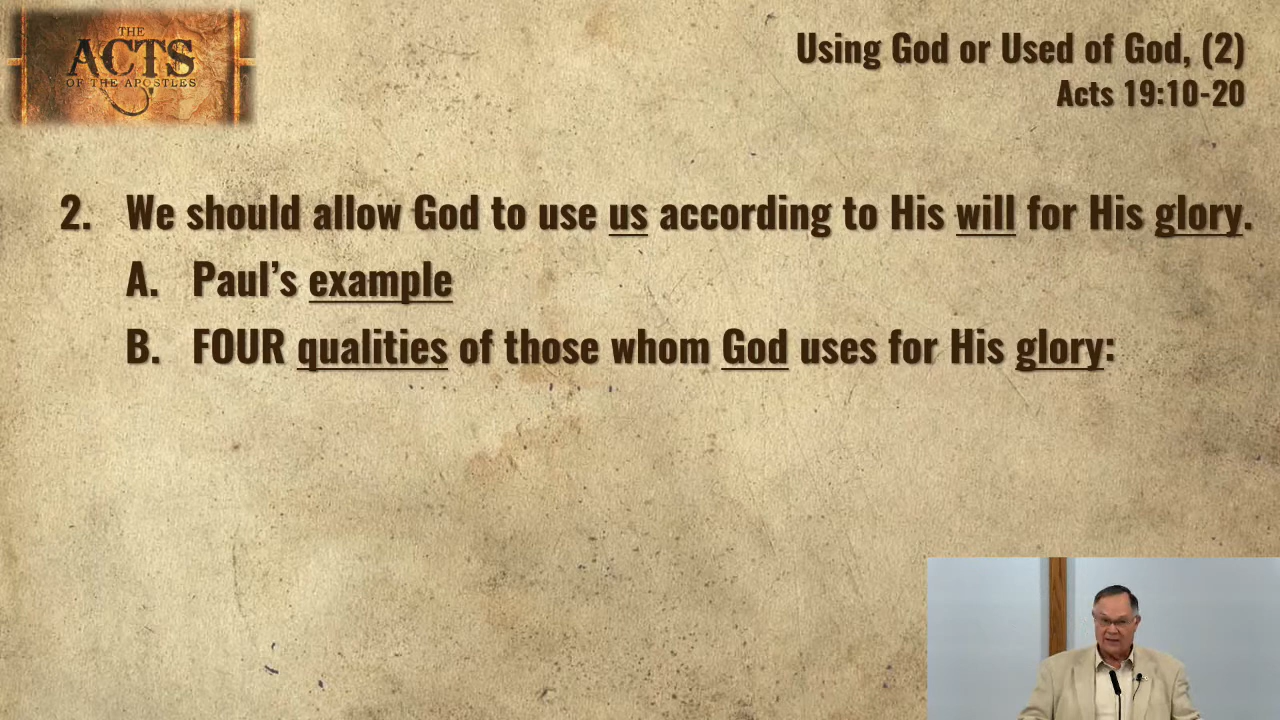 THE
ACTS
OF THE APOSTLES
Using God or Used of God, (2)
Acts 19:10-20
2. We should allow God to use us according to His will for His glory.
A. Paul’s example
B. FOUR qualities of those whom God uses for His glory: